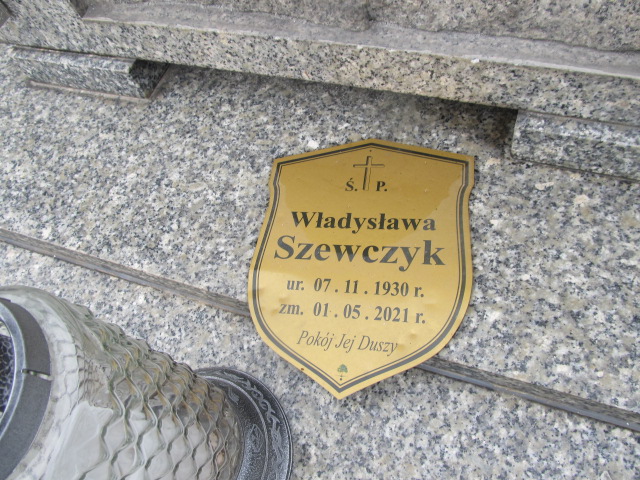 Ś. P.
Władysława
Szewczyk
ur. 07 . 11 . 1930 r.
zm. 01 . 05 . 2021 r.
Pokój Jej Duszy